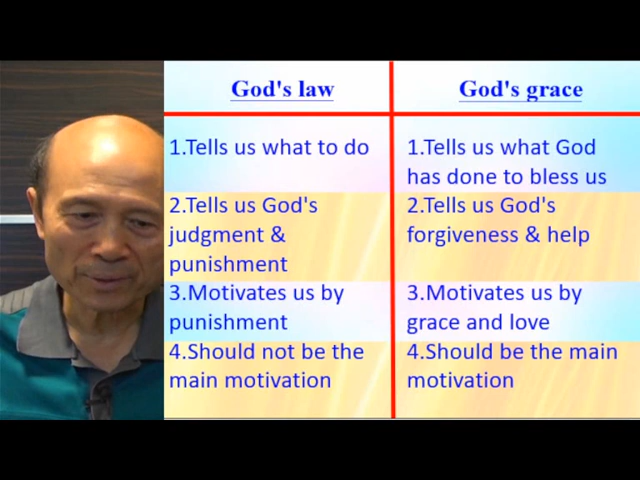 God's law
1.Tells us what to do
2.Tells us God's
judgment &
punishment
3.Motivates us by
punishment
4.Should not be the
main motivation
God's grace
1.Tells us what God
has done to bless us
2.Tells us God's
forgiveness & help
3.Motivates us by
grace and love
4.Should be the main
motivation